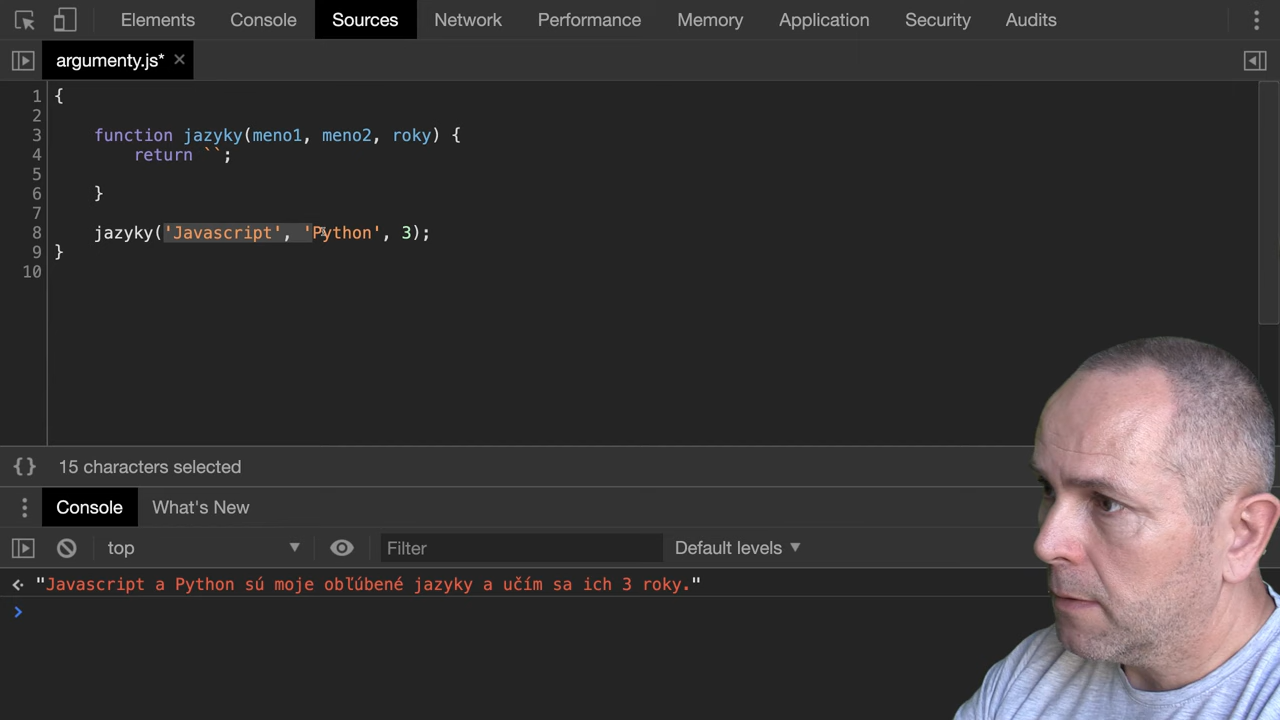 Elements Console Sources Network Performance Memory Application Security Audits
argumenty.js* ×
1 {
2
3 function jazyky(meno1, meno2, roky) {
4 return ``;
5
6 }
7
8 jazyky('Javascript', 'Python', 3);
9 }
10
{} 15 characters selected
Console What's New
top Filter Default levels
"Javascript a Python sú moje obľúbené jazyky a učím sa ich 3 roky."
>